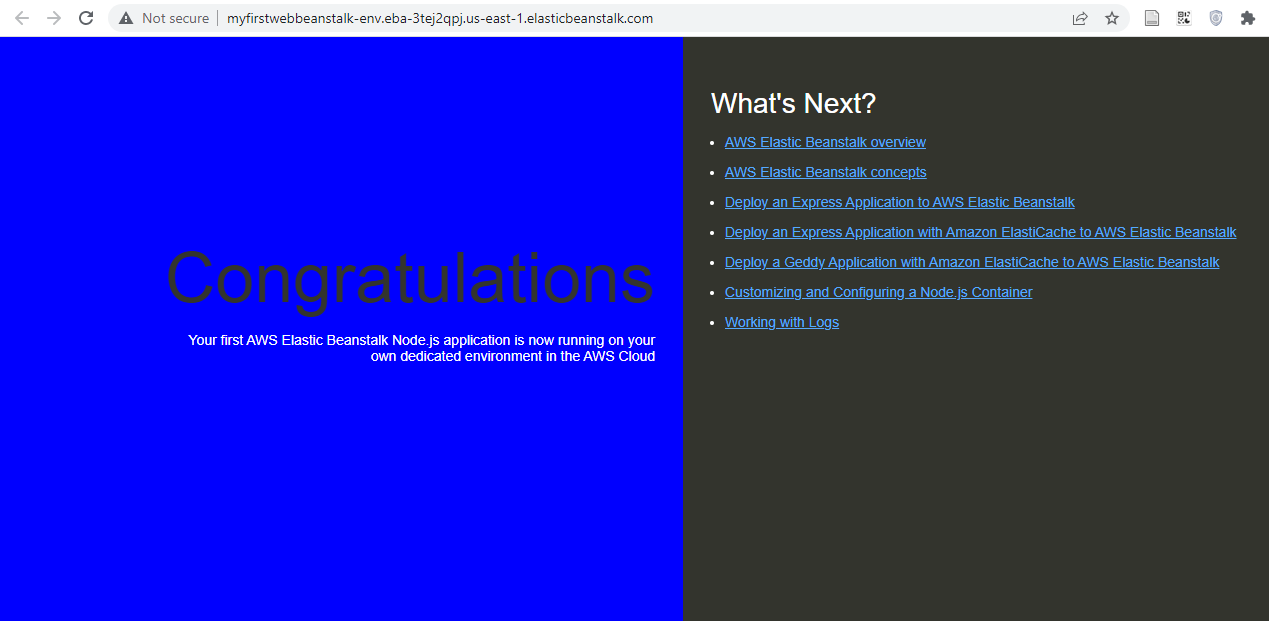 Not secure myfirstwebbeanstalk-env.eba-3tej2qpj.us-east-1.elasticbeanstalk.com
Congratulations
Your first AWS Elastic Beanstalk Node.js application is now running on your
own dedicated environment in the AWS Cloud
What's Next?
AWS Elastic Beanstalk overview
AWS Elastic Beanstalk concepts
Deploy an Express Application to AWS Elastic Beanstalk
Deploy an Express Application with Amazon ElastiCache to AWS Elastic Beanstalk
Deploy a Geddy Application with Amazon ElastiCache to AWS Elastic Beanstalk
Customizing and Configuring a Node.js Container
Working with Logs